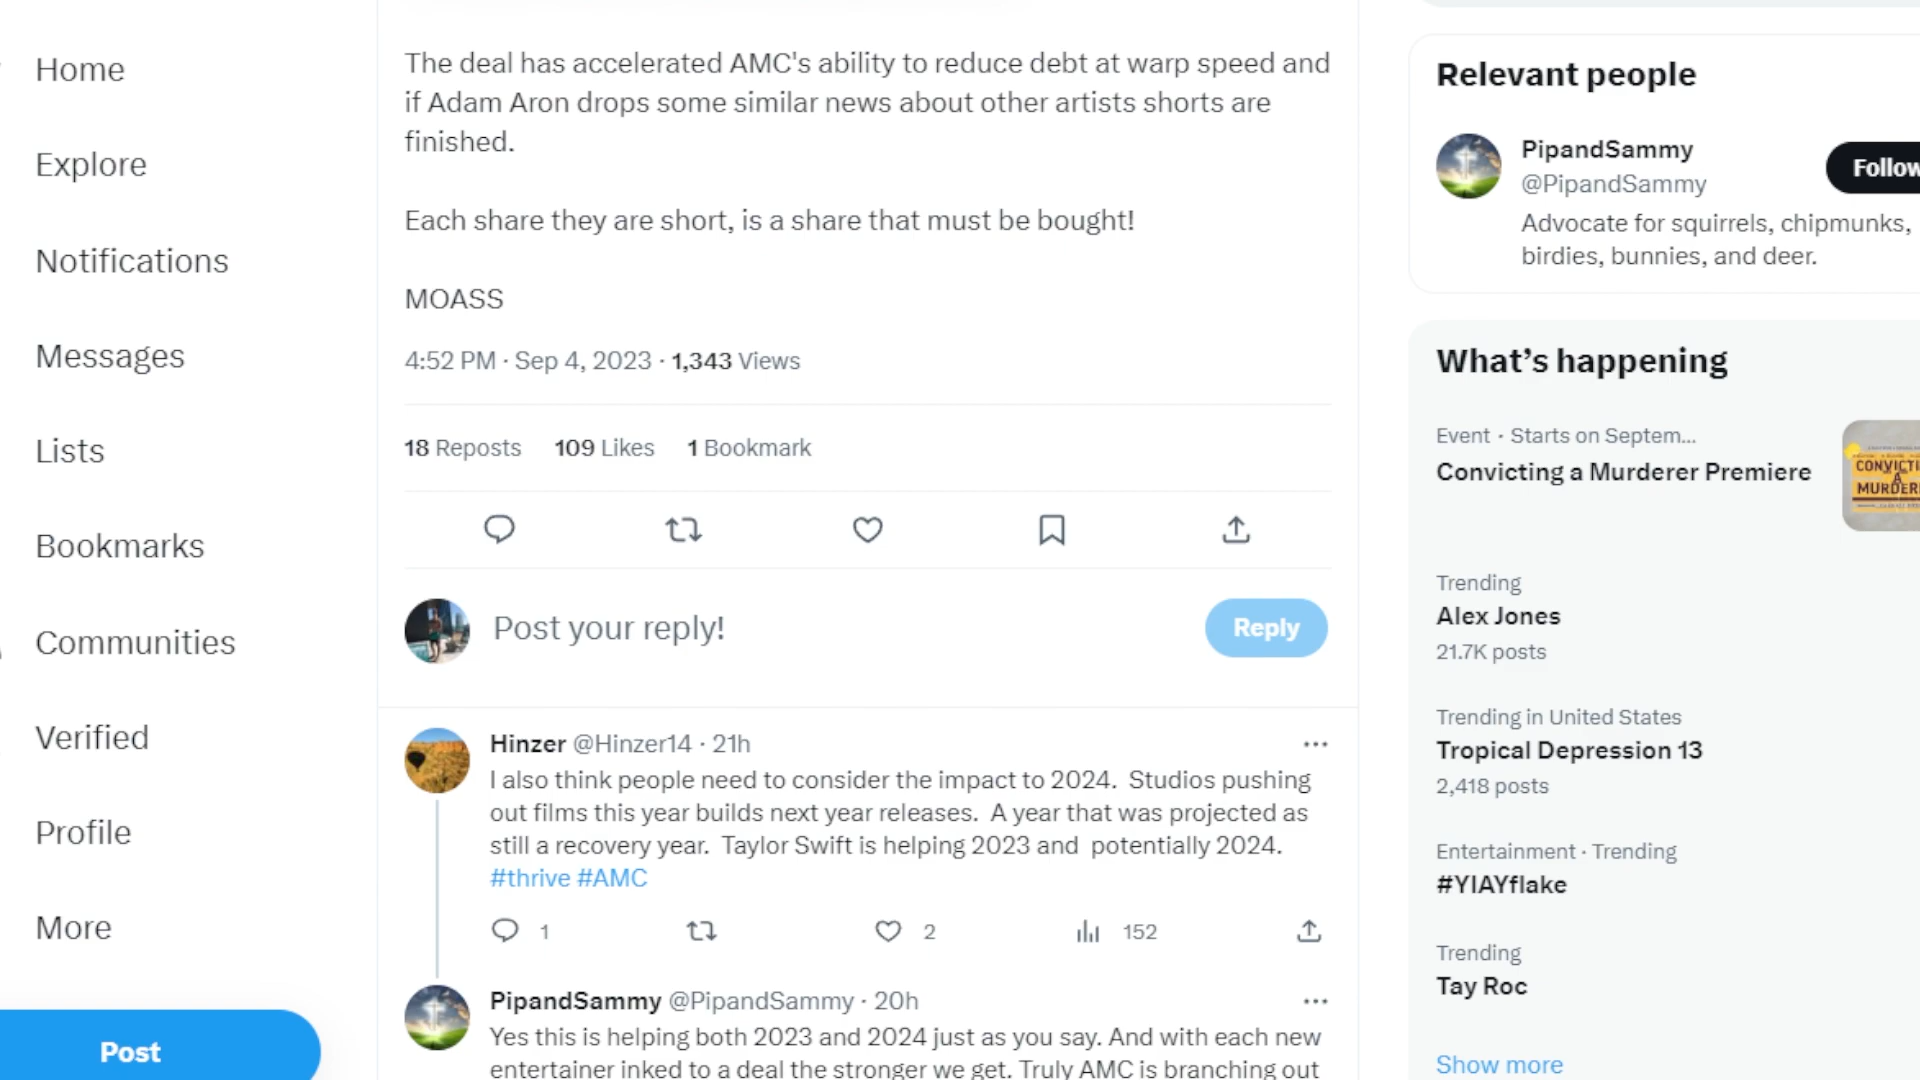 Home
Explore
Notifications
Messages
Lists
Bookmarks
Communities
Verified
Profile
More
Post
The deal has accelerated AMC's ability to reduce debt at warp speed and
if Adam Aron drops some similar news about other artists shorts are
finished.
Each share they are short, is a share that must be bought!
MOASS
4:52 PM · Sep 4, 2023 · 1,343 Views
18 Reposts 109 Likes 1 Bookmark
Post your reply!
Reply
Hinzer @Hinzer14 · 21h
I also think people need to consider the impact to 2024. Studios pushing
out films this year builds next year releases. A year that was projected as
still a recovery year. Taylor Swift is helping 2023 and potentially 2024.
#thrive #AMC
1 2 152
PipandSammy @PipandSammy · 20h
Yes this is helping both 2023 and 2024 just as you say. And with each new
entertainer inked to a deal the stronger we get. Truly AMC is branching out
Relevant people
PipandSammy
@PipandSammy
Follow
Advocate for squirrels, chipmunks,
birdies, bunnies, and deer.
What's happening
Event · Starts on Septem...
Convicting a Murderer Premiere
CONVICTI
A
MURDER
Trending
Alex Jones
21.7K posts
Trending in United States
Tropical Depression 13
2,418 posts
Entertainment · Trending
#YIAYflake
Trending
Tay Roc
Show more